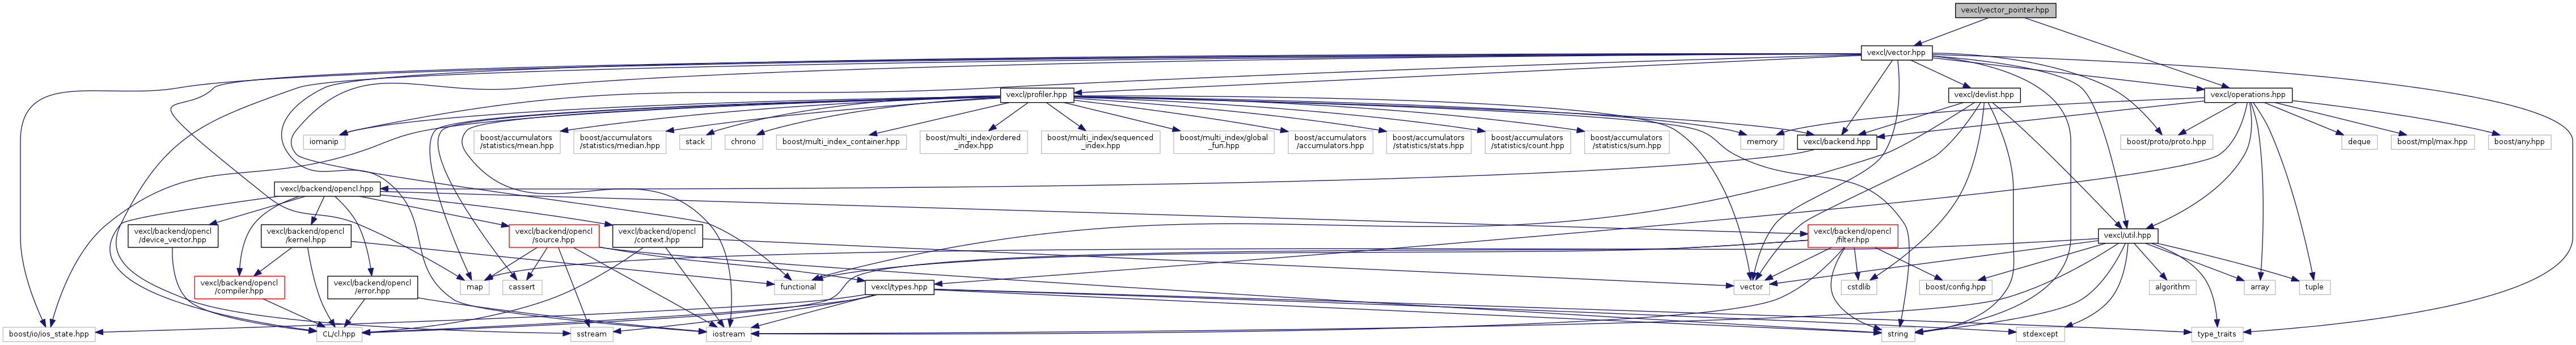 vexcl/vector_pointer.hpp
vexcl/vector.hpp
vexcl/profiler.hpp
vexcl/devlist.hpp
vexcl/operations.hpp
iomanip
boost/accumulators
/statistics/mean.hpp
boost/accumulators
/statistics/median.hpp
stack
chrono
boost/multi_index_container.hpp
boost/multi_index/ordered
_index.hpp
boost/multi_index/sequenced
_index.hpp
boost/multi_index/global
_fun.hpp
boost/accumulators
/accumulators.hpp
boost/accumulators
/statistics/stats.hpp
boost/accumulators
/statistics/count.hpp
boost/accumulators
/statistics/sum.hpp
memory
vexcl/backend.hpp
boost/proto/proto.hpp
deque
boost/mpl/max.hpp
boost/any.hpp
vexcl/backend/opencl.hpp
vexcl/backend/opencl
/device_vector.hpp
vexcl/backend/opencl
/kernel.hpp
vexcl/backend/opencl
/source.hpp
vexcl/backend/opencl
/context.hpp
vexcl/backend/opencl
/filter.hpp
vexcl/util.hpp
vexcl/backend/opencl
/compiler.hpp
vexcl/backend/opencl
/error.hpp
map
cassert
functional
vexcl/types.hpp
vector
cstdlib
boost/config.hpp
algorithm
array
tuple
boost/io/ios_state.hpp
CL/cl.hpp
sstream
iostream
string
stdexcept
type_traits